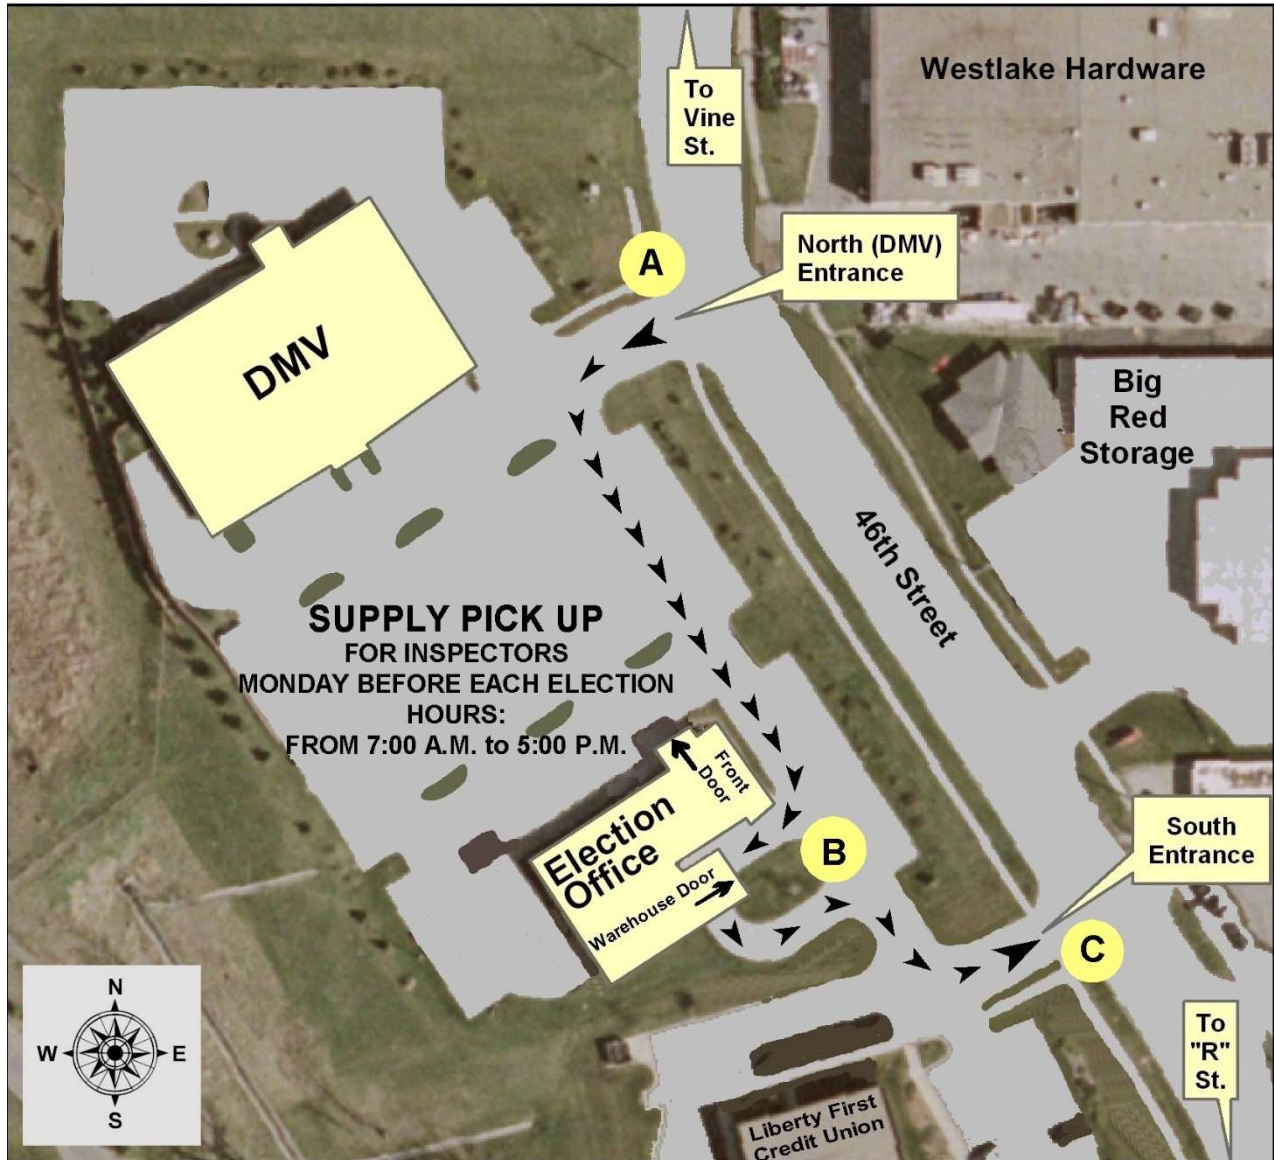 To
Vine
St.
Westlake Hardware
North (DMV)
Entrance
A
DMV
Big
Red
Storage
46th Street
SUPPLY PICK UP
FOR INSPECTORS
MONDAY BEFORE EACH ELECTION
HOURS:
FROM 7:00 A.M. to 5:00 P.M.
Front
Door
Election
Office
Warehouse Door
B
South
Entrance
C
N
W E
S
To
"R"
St.
Liberty First
Credit Union